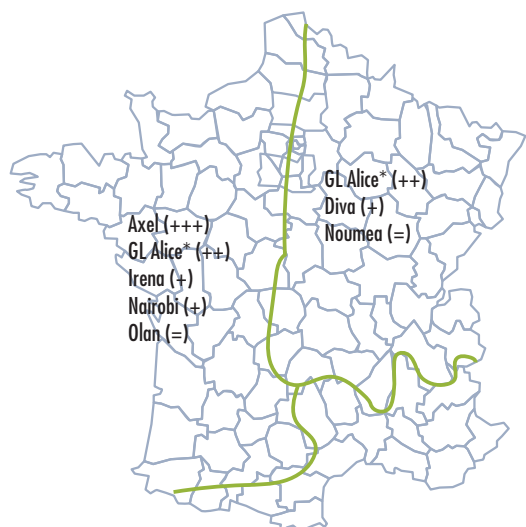 GL Alice* (++)
Diva (+)
Noumea (=)
Axel (+++)
GL Alice* (++)
Irena (+)
Nairobi (+)
Olan (=)